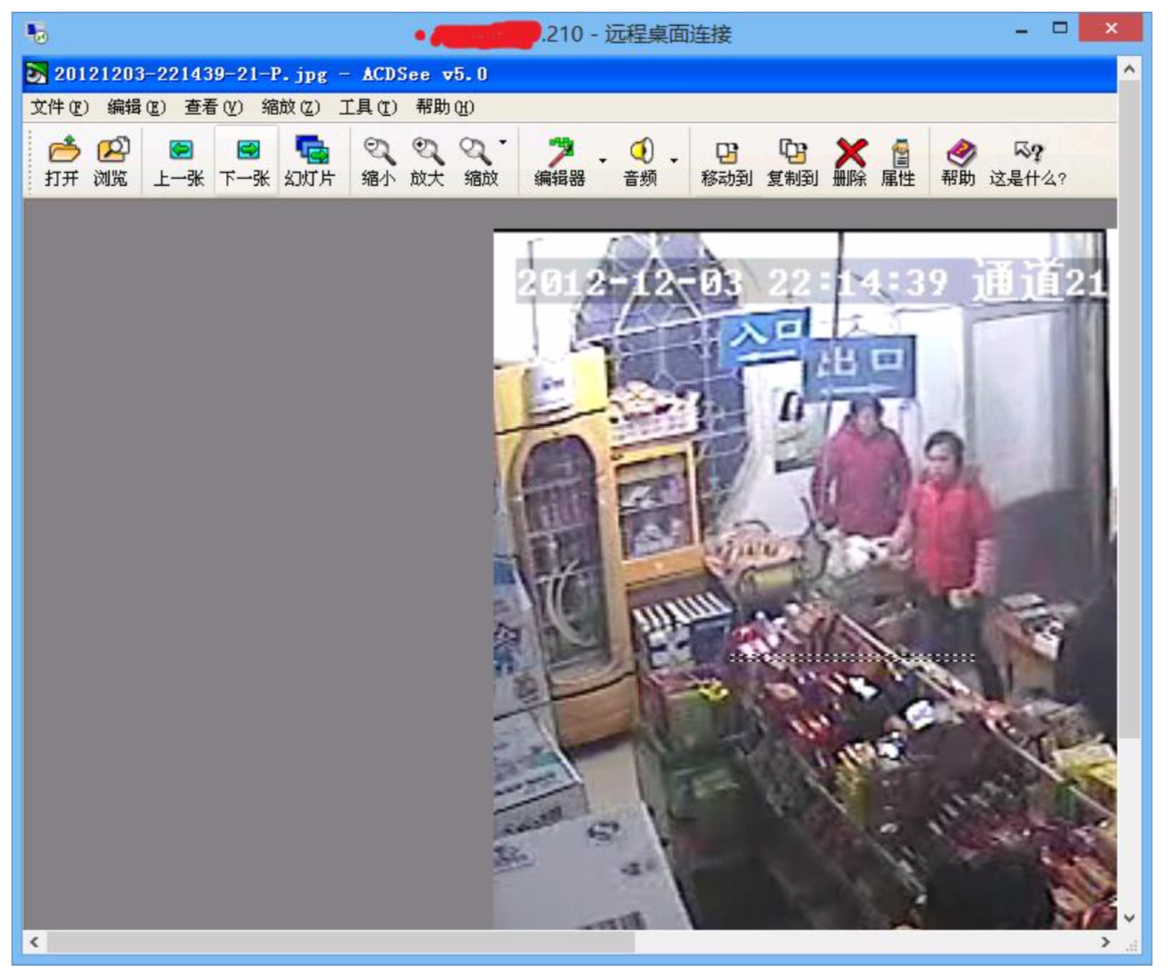 .210 - 远程桌面连接
20121203-221439-21-P.jpg - ACDSee v5.0
文件(F) 编辑(E) 查看(V) 缩放(Z) 工具(T) 帮助(H)
打开 浏览 上一张 下一张 幻灯片 缩小 放大 缩放 编辑器 音频 移动到 复制到 删除 属性 帮助 这是什么?
2012-12-03 22:14:39 通道21
入口
出口